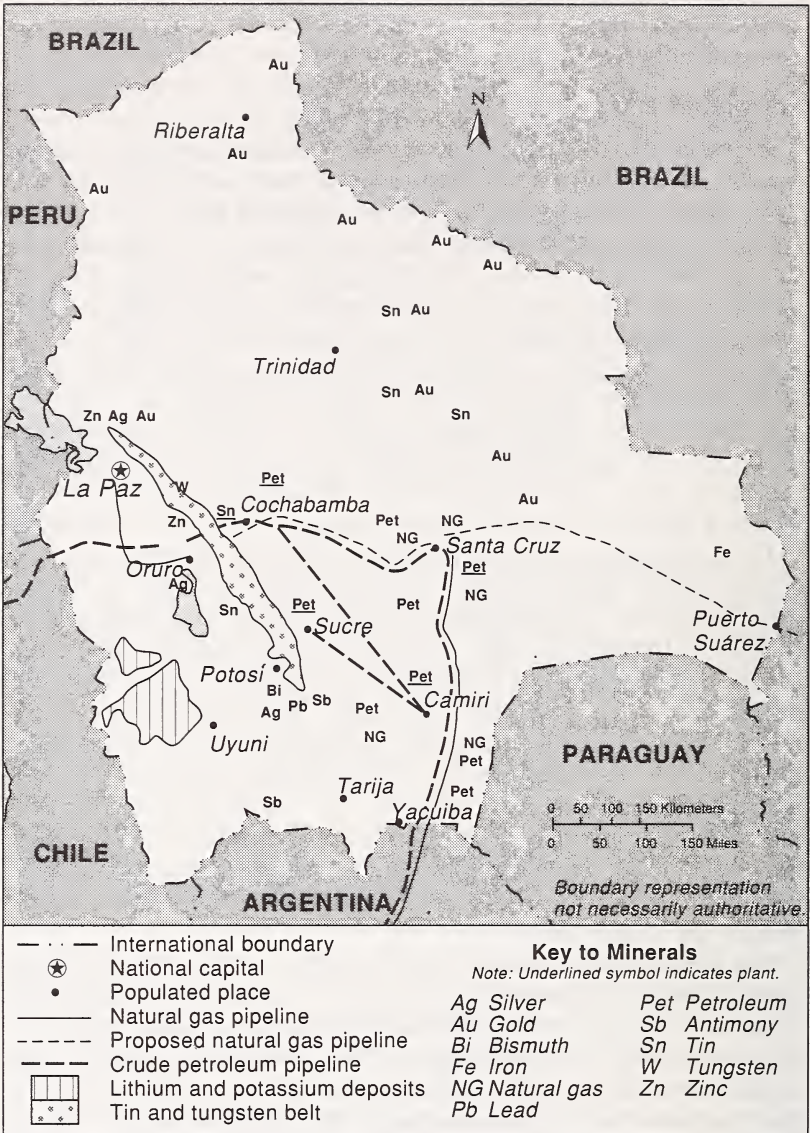 BRAZIL
Au
N
Riberalta
Au
BRAZIL
Au
PERU
Au
Au
Au
Sn Au
Trinidad
Sn Au
Sn
Zn Ag Au
Au
La Paz
W
Pet
Au
Sn Cochabamba
Zn
Pet
NG
NG
Santa Cruz
Fe
Oruro
Pet
Ag
NG
Sn
Pet
Pet
Sucre
Puerto
Suárez
Potosí
Pet
Bi
Camiri
Ag Pb Sb
Pet
Uyuni
NG
NG
Pet
PARAGUAY
Tarija
Pet
Sb
Yacuiba
0 50 100 150 Kilometers
0 50 100 150 Miles
CHILE
ARGENTINA
Boundary representation
not necessarily authoritative.
International boundary
National capital
Populated place
Natural gas pipeline
Proposed natural gas pipeline
Crude petroleum pipeline
Lithium and potassium deposits
Tin and tungsten belt
Key to Minerals
Note: Underlined symbol indicates plant.
Ag Silver
Au Gold
Bi Bismuth
Fe Iron
NG Natural gas
Pb Lead
Pet Petroleum
Sb Antimony
Sn Tin
W Tungsten
Zn Zinc